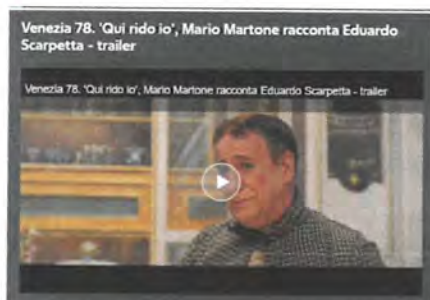 Venezia 78. 'Qui rido io', Mario Martone racconta Eduardo
Scarpetta - trailer
Venezia 78. 'Qui rido io', Mario Martone racconta Eduardo Scarpetta - trailer